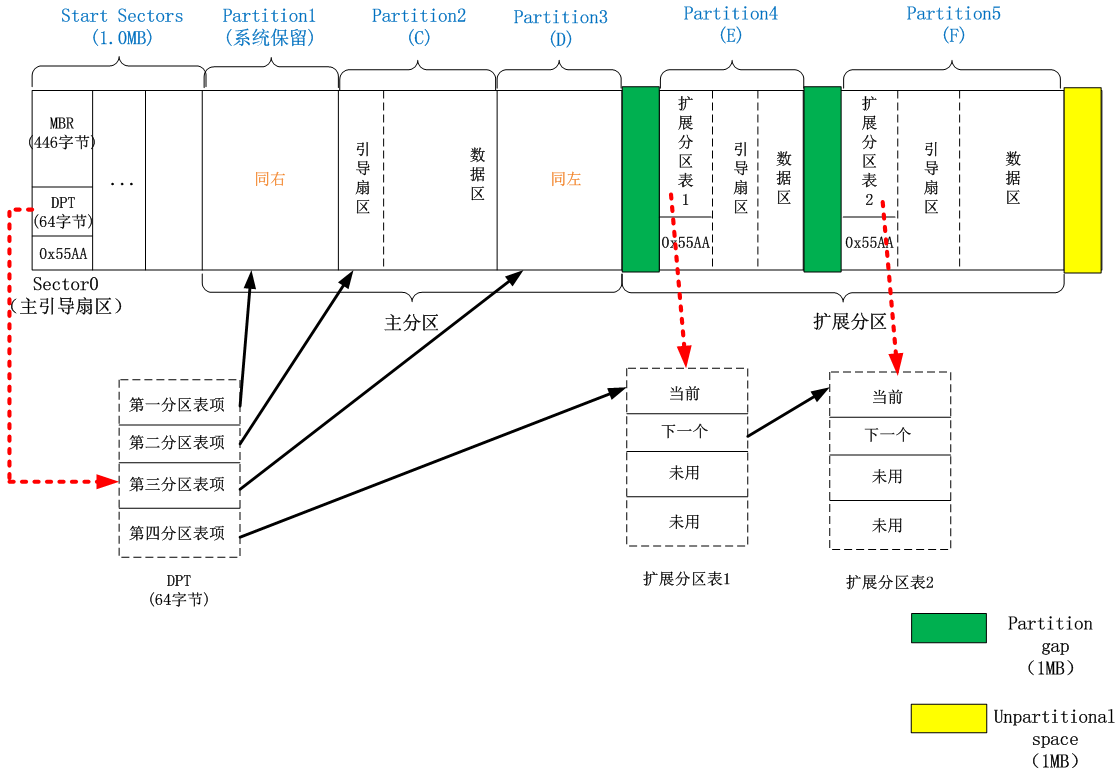 Start Sectors
(1.0MB)
Partition1
(系统保留)
Partition2
(C)
Partition3
(D)
Partition4
(E)
Partition5
(F)
MBR
(446字节)
DPT
(64字节)
0x55AA
...
同右
引导扇区
数据区
同左
扩展分区表1
0x55AA
引导扇区
数据区
扩展分区表2
0x55AA
引导扇区
数据区
Sector0
(主引导扇区)
主分区
扩展分区
第一分区表项
第二分区表项
第三分区表项
第四分区表项
DPT
(64字节)
当前
下一个
未用
未用
扩展分区表1
当前
下一个
未用
未用
扩展分区表2
Partition
gap
(1MB)
Unpartitional
space
(1MB)